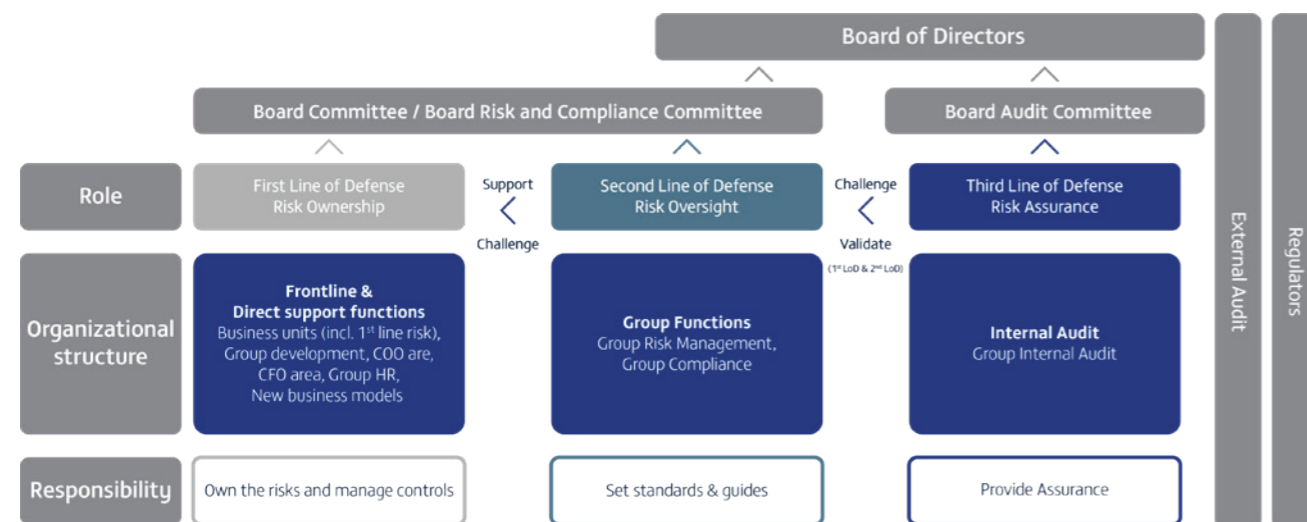 Board of Directors
Board Committee / Board Risk and Compliance Committee
Board Audit Committee
Role
First Line of Defense
Risk Ownership
Support
Challenge
Second Line of Defense
Risk Oversight
Challenge
Validate
(1st LoD & 2nd LoD)
Third Line of Defense
Risk Assurance
Organizational
structure
Frontline &
Direct support functions
Business units (incl. 1st line risk),
Group development, COO are,
CFO area, Group HR,
New business models
Group Functions
Group Risk Management,
Group Compliance
Internal Audit
Group Internal Audit
Responsibility
Own the risks and manage controls
Set standards & guides
Provide Assurance
External Audit
Regulators